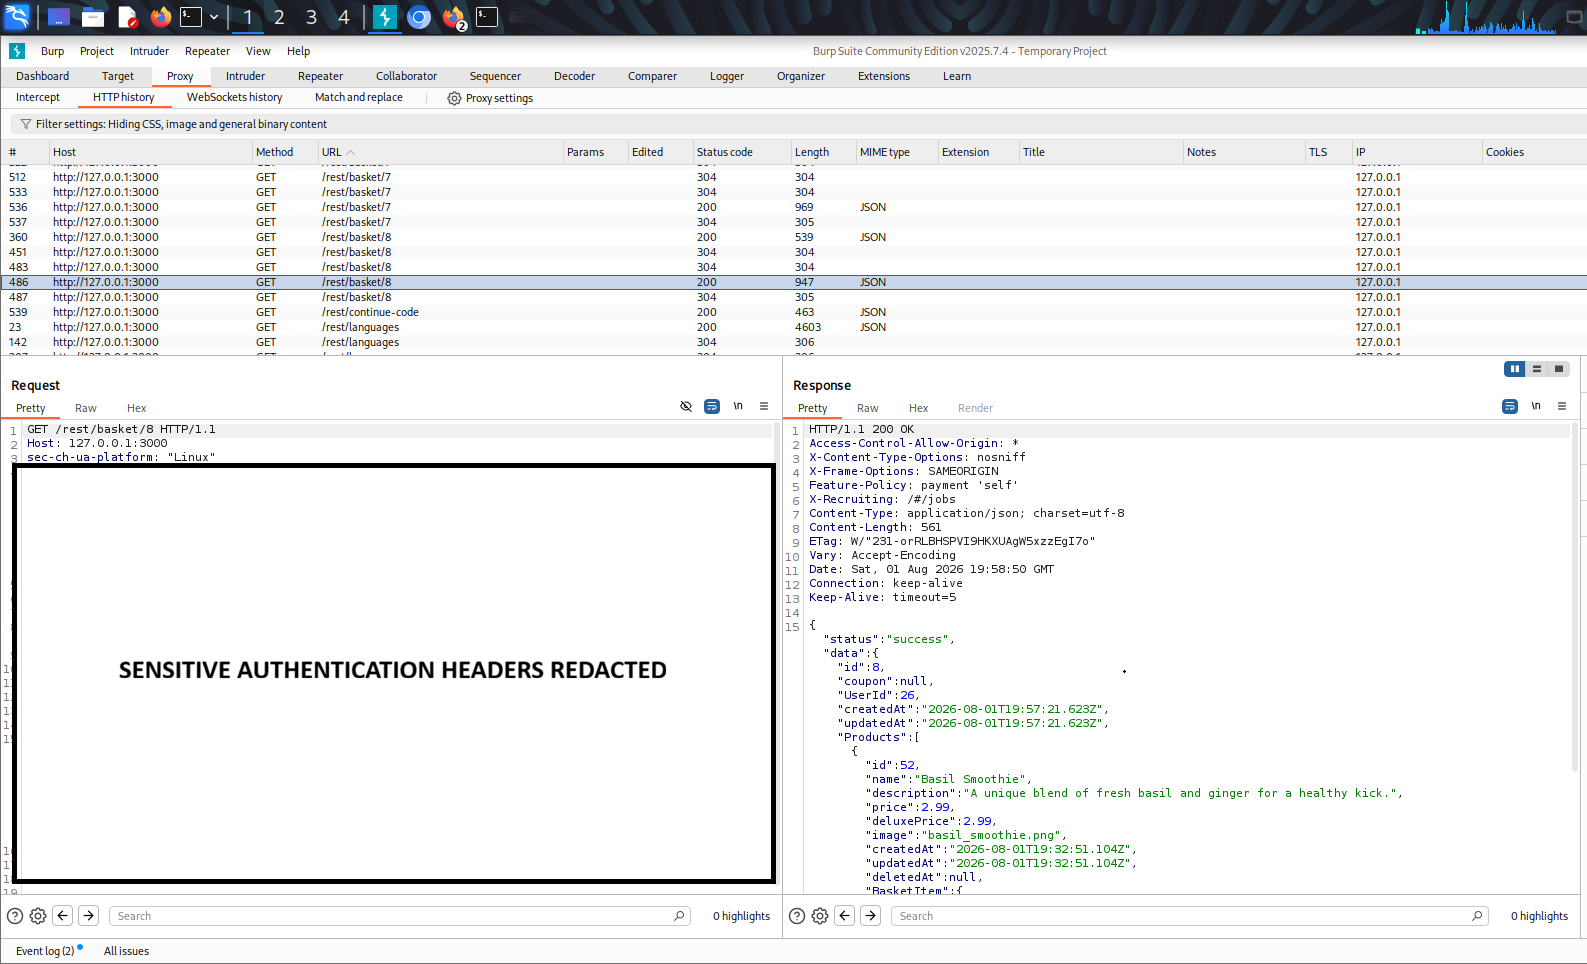 1 2 3 4 2
Burp Project Intruder Repeater View Help Burp Suite Community Edition v2025.7.4 - Temporary Project
Dashboard Target Proxy Intruder Repeater Collaborator Sequencer Decoder Comparer Logger Organizer Extensions Learn
Intercept HTTP history WebSockets history Match and replace Proxy settings
Filter settings: Hiding CSS, image and general binary content
# Host Method URL Params Edited Status code Length MIME type Extension Title Notes TLS IP Cookies
512 http://127.0.0.1:3000 GET /rest/basket/7 304 304 127.0.0.1
533 http://127.0.0.1:3000 GET /rest/basket/7 304 304 127.0.0.1
536 http://127.0.0.1:3000 GET /rest/basket/7 200 969 JSON 127.0.0.1
537 http://127.0.0.1:3000 GET /rest/basket/7 304 305 127.0.0.1
360 http://127.0.0.1:3000 GET /rest/basket/8 200 539 JSON 127.0.0.1
451 http://127.0.0.1:3000 GET /rest/basket/8 304 304 127.0.0.1
483 http://127.0.0.1:3000 GET /rest/basket/8 304 304 127.0.0.1
486 http://127.0.0.1:3000 GET /rest/basket/8 200 947 JSON 127.0.0.1
487 http://127.0.0.1:3000 GET /rest/basket/8 304 305 127.0.0.1
539 http://127.0.0.1:3000 GET /rest/continue-code 200 463 JSON 127.0.0.1
23 http://127.0.0.1:3000 GET /rest/languages 200 4603 JSON 127.0.0.1
142 http://127.0.0.1:3000 GET /rest/languages 304 306 127.0.0.1
Request
Pretty Raw Hex \n
1 GET /rest/basket/8 HTTP/1.1
2 Host: 127.0.0.1:3000
3 sec-ch-ua-platform: "Linux"
SENSITIVE AUTHENTICATION HEADERS REDACTED
Search 0 highlights
Response
Pretty Raw Hex Render \n
1 HTTP/1.1 200 OK
2 Access-Control-Allow-Origin: *
3 X-Content-Type-Options: nosniff
4 X-Frame-Options: SAMEORIGIN
5 Feature-Policy: payment 'self'
6 X-Recruiting: /#/jobs
7 Content-Type: application/json; charset=utf-8
8 Content-Length: 561
9 ETag: W/"231-orRLBHSPVI9HKXUAgW5xzzEgI7o"
10 Vary: Accept-Encoding
11 Date: Sat, 01 Aug 2026 19:58:50 GMT
12 Connection: keep-alive
13 Keep-Alive: timeout=5
14
15 {
"status":"success",
"data":{
"id":8,
"coupon":null,
"UserId":26,
"createdAt":"2026-08-01T19:57:21.623Z",
"updatedAt":"2026-08-01T19:57:21.623Z",
"Products":[
{
"id":52,
"name":"Basil Smoothie",
"description":"A unique blend of fresh basil and ginger for a healthy kick.",
"price":2.99,
"deluxePrice":2.99,
"image":"basil_smoothie.png",
"createdAt":"2026-08-01T19:32:51.104Z",
"updatedAt":"2026-08-01T19:32:51.104Z",
"deletedAt":null,
"BasketItem":{
Search 0 highlights
Event log (2) All issues